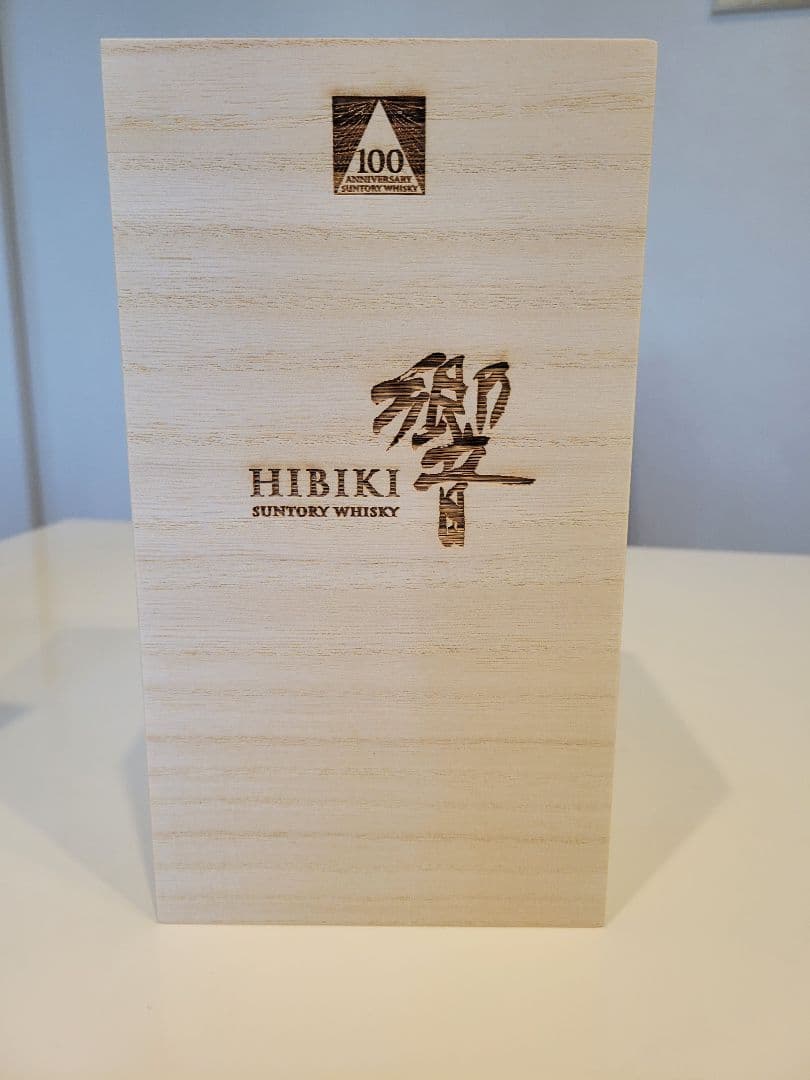 100
ANNIVERSARY
SUNTORY WHISKY
響
HIBIKI
SUNTORY WHISKY